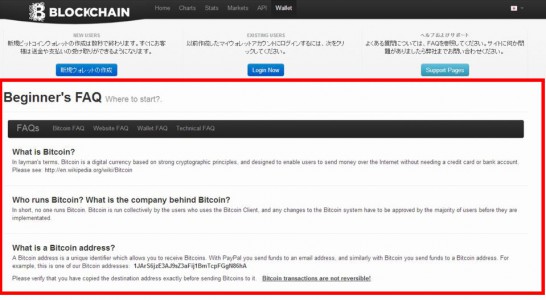 BLOCKCHAIN
Home Charts Stats Markets API Wallet
NEW USERS
新規ビットコインウォレットの作成は数秒で終わります。すぐにお客
様は送金や支払いの受け取りができるようになります。
新規ウォレットの作成
EXISTING USERS
以前作成したマイウォレットアカウントにログインするには、次をクリ
ックしてください。
Login Now
ヘルプおよびサポート
よくある質問については、FAQを参照してください。サイトに何か問
題がありましたら弊社までお問い合わせください。
Support Pages
Beginner's FAQ Where to start?.
FAQs Bitcoin FAQ Website FAQ Wallet FAQ Technical FAQ
What is Bitcoin?
In layman's terms, Bitcoin is a digital currency based on strong cryptographic principles, and designed to enable users to send money over the Internet without needing a credit card or bank account.
Please see: http://en.wikipedia.org/wiki/Bitcoin
Who runs Bitcoin? What is the company behind Bitcoin?
In short, no one runs Bitcoin. Bitcoin is run collectively by the users who uses the Bitcoin Client, and any changes to the Bitcoin system have to be approved by the majority of users before they are
implementated.
What is a Bitcoin address?
A Bitcoin address is a unique identifier which allows you to receive Bitcoins. With PayPal you send funds to an email address, and similarly with Bitcoin you send funds to a Bitcoin address. For
example, this is one of our Bitcoin addresses:
Please verify that you have copied the destination address exactly before sending Bitcoins to it. Bitcoin transactions are not reversible!